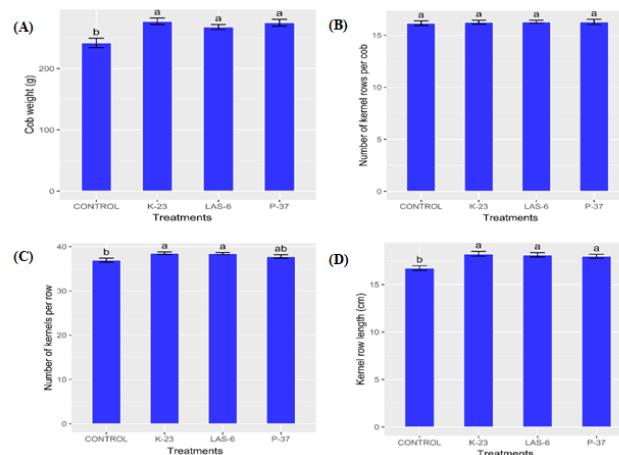 (A)
Cob weight (g)
200
100
0
b
a
a
a
CONTROL K-23 LAS-6 P-37
Treatments
(B)
Number of kernel rows per cob
15
10
5
0
a
a
a
a
CONTROL K-23 LAS-6 P-37
Treatments
(C)
Number of kernels per row
40
30
20
10
0
b
a
a
ab
CONTROL K-23 LAS-6 P-37
Treatments
(D)
Kernel row length (cm)
15
10
5
0
b
a
a
a
CONTROL K-23 LAS-6 P-37
Treatments